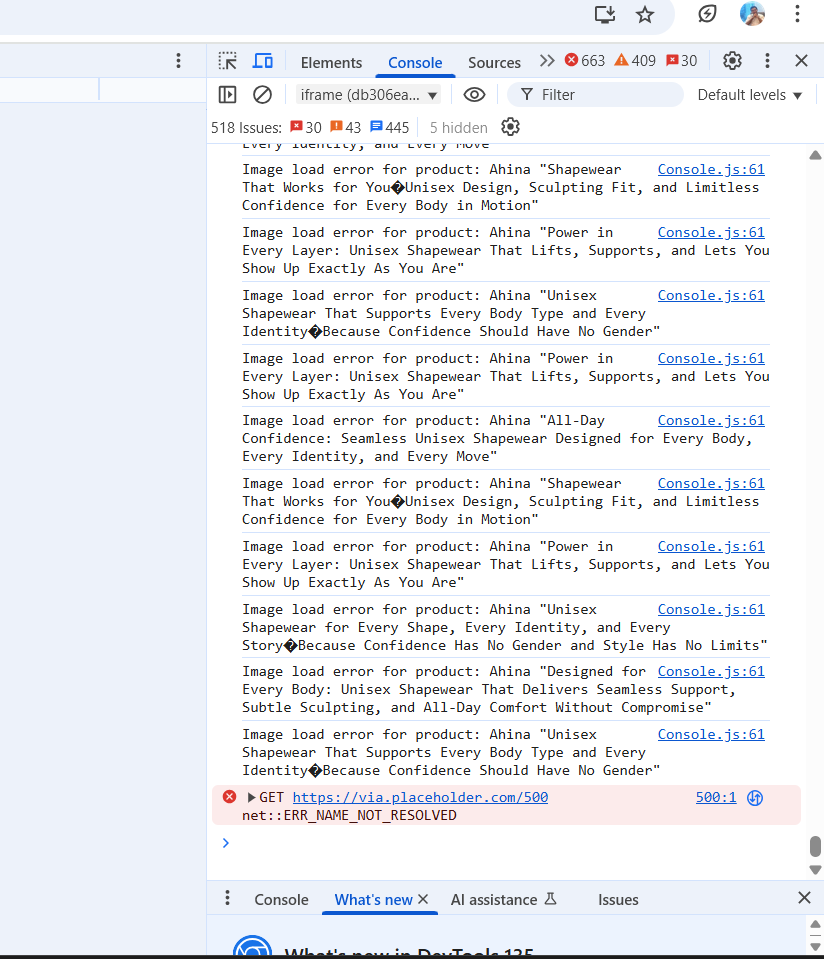 Elements Console Sources 663 409 30
iframe (db306ea... Filter Default levels
518 Issues: 30 43 445 5 hidden
Every Identity, and Every Move"
Image load error for product: Ahina "Shapewear Console.js:61
That Works for You�Unisex Design, Sculpting Fit, and Limitless
Confidence for Every Body in Motion"
Image load error for product: Ahina "Power in Console.js:61
Every Layer: Unisex Shapewear That Lifts, Supports, and Lets You
Show Up Exactly As You Are"
Image load error for product: Ahina "Unisex Console.js:61
Shapewear That Supports Every Body Type and Every
Identity�Because Confidence Should Have No Gender"
Image load error for product: Ahina "Power in Console.js:61
Every Layer: Unisex Shapewear That Lifts, Supports, and Lets You
Show Up Exactly As You Are"
Image load error for product: Ahina "All-Day Console.js:61
Confidence: Seamless Unisex Shapewear Designed for Every Body,
Every Identity, and Every Move"
Image load error for product: Ahina "Shapewear Console.js:61
That Works for You�Unisex Design, Sculpting Fit, and Limitless
Confidence for Every Body in Motion"
Image load error for product: Ahina "Power in Console.js:61
Every Layer: Unisex Shapewear That Lifts, Supports, and Lets You
Show Up Exactly As You Are"
Image load error for product: Ahina "Unisex Console.js:61
Shapewear for Every Shape, Every Identity, and Every
Story�Because Confidence Has No Gender and Style Has No Limits"
Image load error for product: Ahina "Designed for Console.js:61
Every Body: Unisex Shapewear That Delivers Seamless Support,
Subtle Sculpting, and All-Day Comfort Without Compromise"
Image load error for product: Ahina "Unisex Console.js:61
Shapewear That Supports Every Body Type and Every
Identity�Because Confidence Should Have No Gender"
GET https://via.placeholder.com/500 500:1
net::ERR_NAME_NOT_RESOLVED
Console What's new AI assistance Issues
What's new in DevTools 135